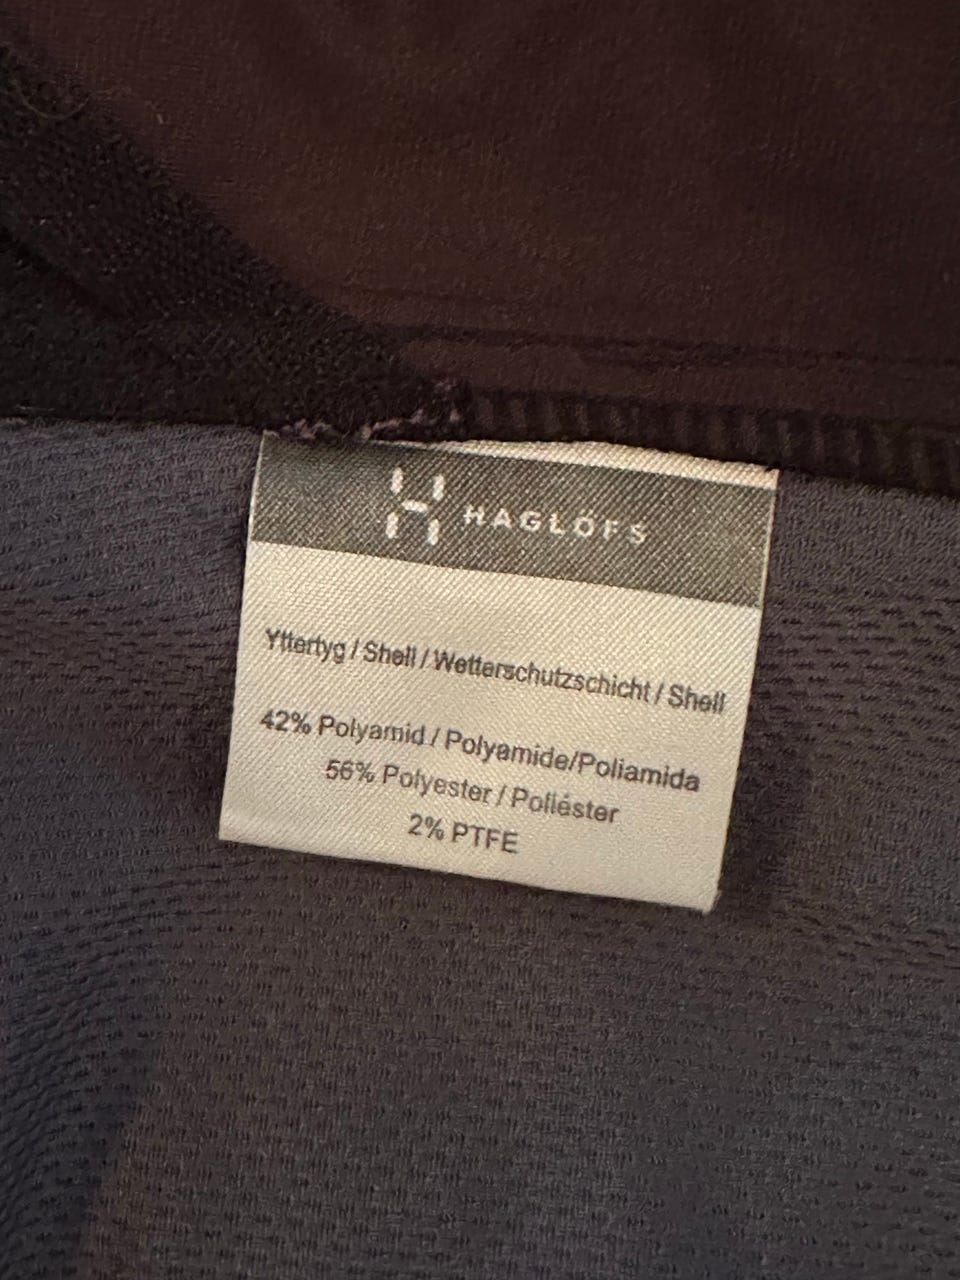 HAGLÖFS
Yttertyg / Shell / Wetterschutzschicht / Shell
42% Polyamid / Polyamide/Poliamida
56% Polyester / Poliéster
2% PTFE